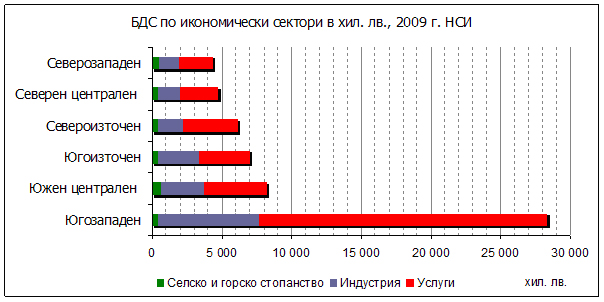 БДС по икономически сектори в хил. лв., 2009 г. НСИ
Северозападен
Северен централен
Североизточен
Югоизточен
Южен централен
Югозападен
0 5 000 10 000 15 000 20 000 25 000 30 000
Селско и горско стопанство Индустрия Услуги хил. лв.